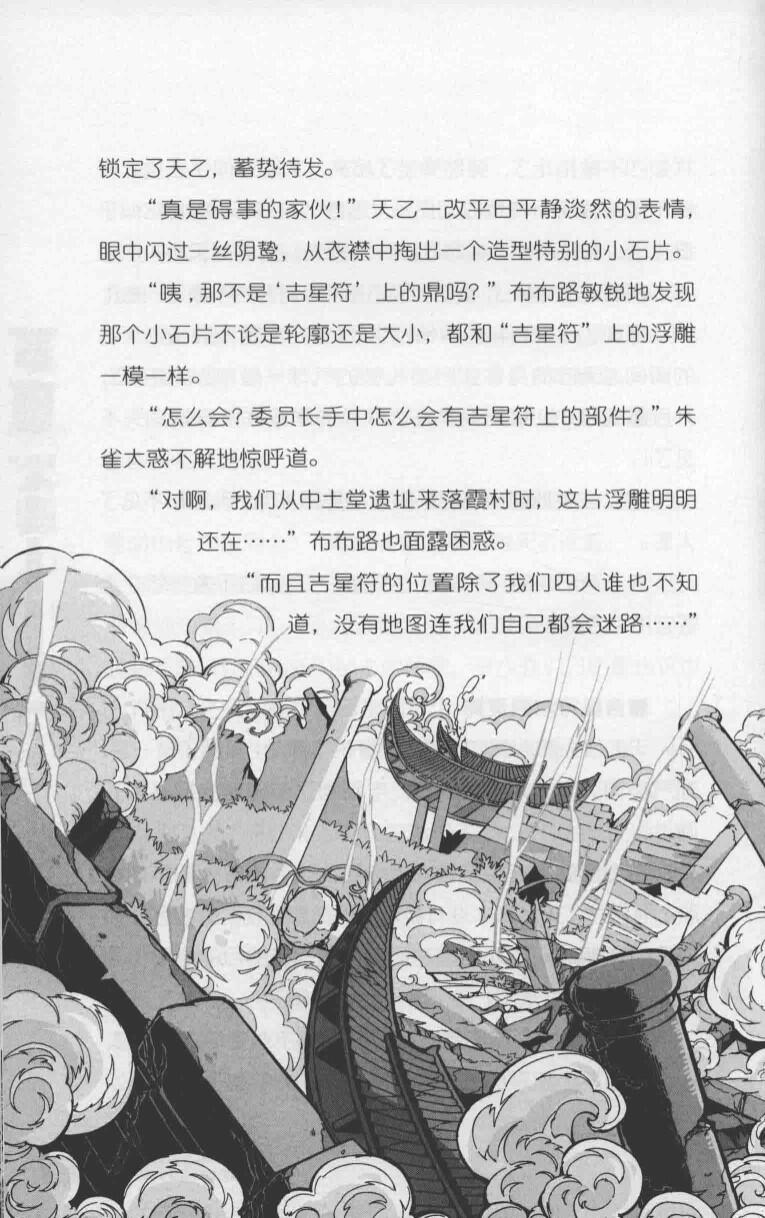 锁定了天乙，蓄势待发。
“真是碍事的家伙！”天乙一改平日平静淡然的表情，
眼中闪过一丝阴鸷，从衣襟中掏出一个造型特别的小石片。
“咦，那不是‘吉星符’上的鼎吗？”布布路敏锐地发现
那个小石片不论是轮廓还是大小，都和“吉星符”上的浮雕
一模一样。
“怎么会？委员长手中怎么会有吉星符上的部件？”朱
雀大惑不解地惊呼道。
“对啊，我们从中土堂遗址来落霞村时，这片浮雕明明
还在……”布布路也面露困惑。
“而且吉星符的位置除了我们四人谁也不知
道，没有地图连我们自己都会迷路……”